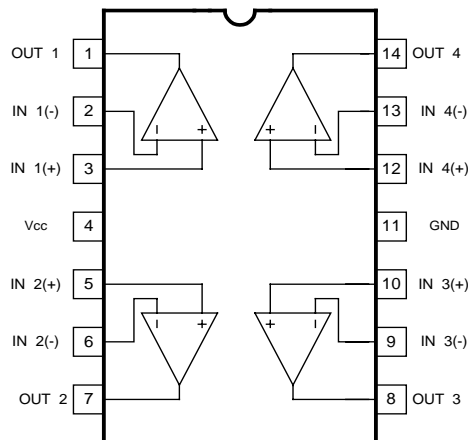 OUT 1 1 14 OUT 4
IN 1(-) 2 13 IN 4(-)
- + + -
IN 1(+) 3 12 IN 4(+)
Vcc 4 11 GND
IN 2(+) 5 10 IN 3(+)
- + + -
IN 2(-) 6 9 IN 3(-)
OUT 2 7 8 OUT 3